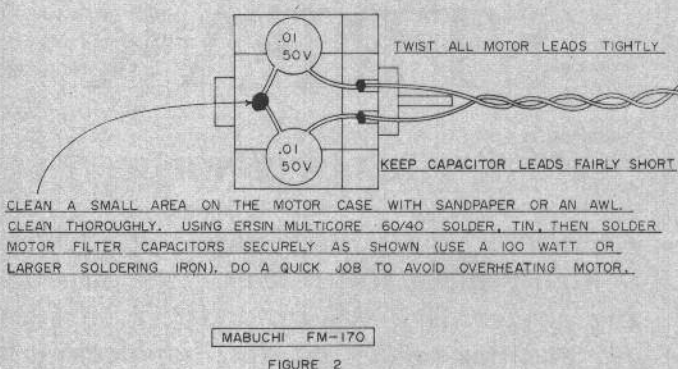 .01
50V
TWIST ALL MOTOR LEADS TIGHTLY
.01
50V
KEEP CAPACITOR LEADS FAIRLY SHORT
CLEAN A SMALL AREA ON THE MOTOR CASE WITH SANDPAPER OR AN AWL.
CLEAN THOROUGHLY. USING ERSIN MULTICORE 60/40 SOLDER, TIN, THEN SOLDER
MOTOR FILTER CAPACITORS SECURELY AS SHOWN (USE A 100 WATT OR
LARGER SOLDERING IRON). DO A QUICK JOB TO AVOID OVERHEATING MOTOR.
MABUCHI FM-170
FIGURE 2